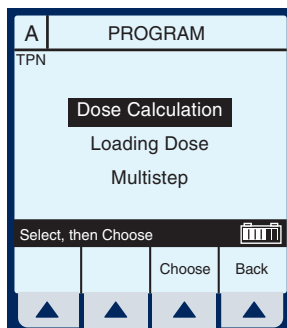 A PROGRAM
TPN
Dose Calculation
Loading Dose
Multistep
Select, then Choose
Choose Back